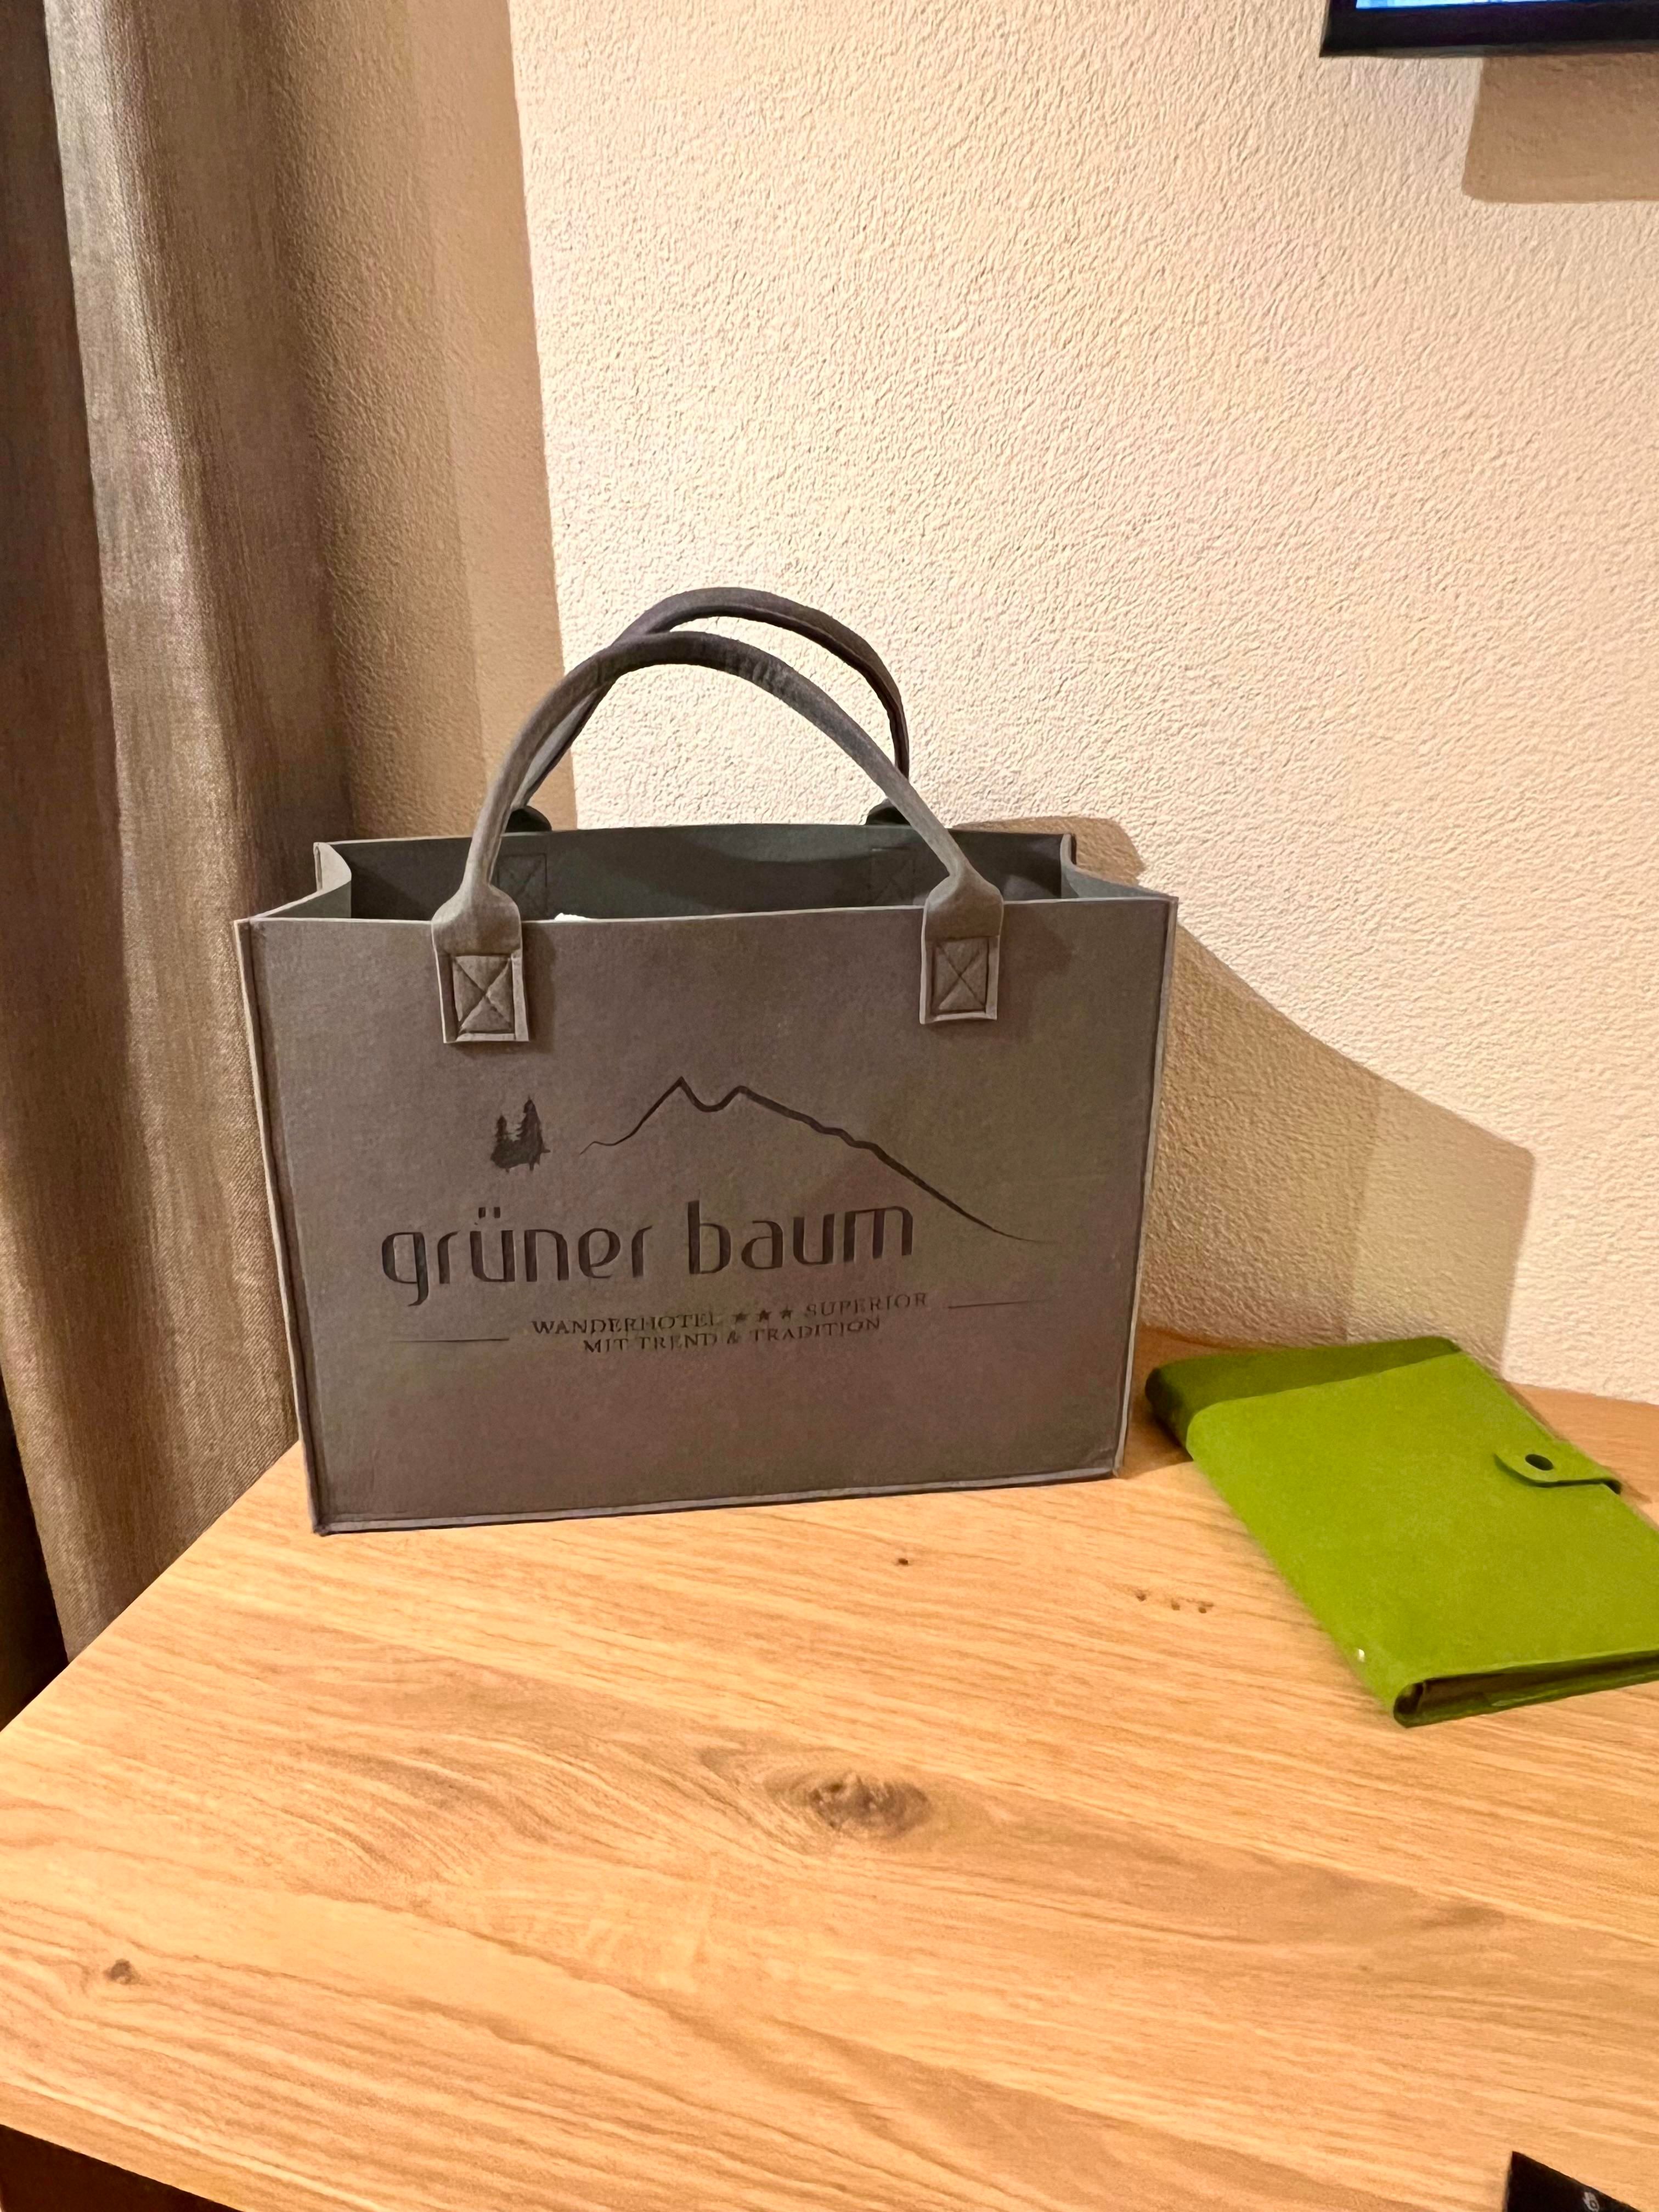 grüner baum
WANDERHOTEL ★★★ SUPERIOR
MIT TREND & TRADITION